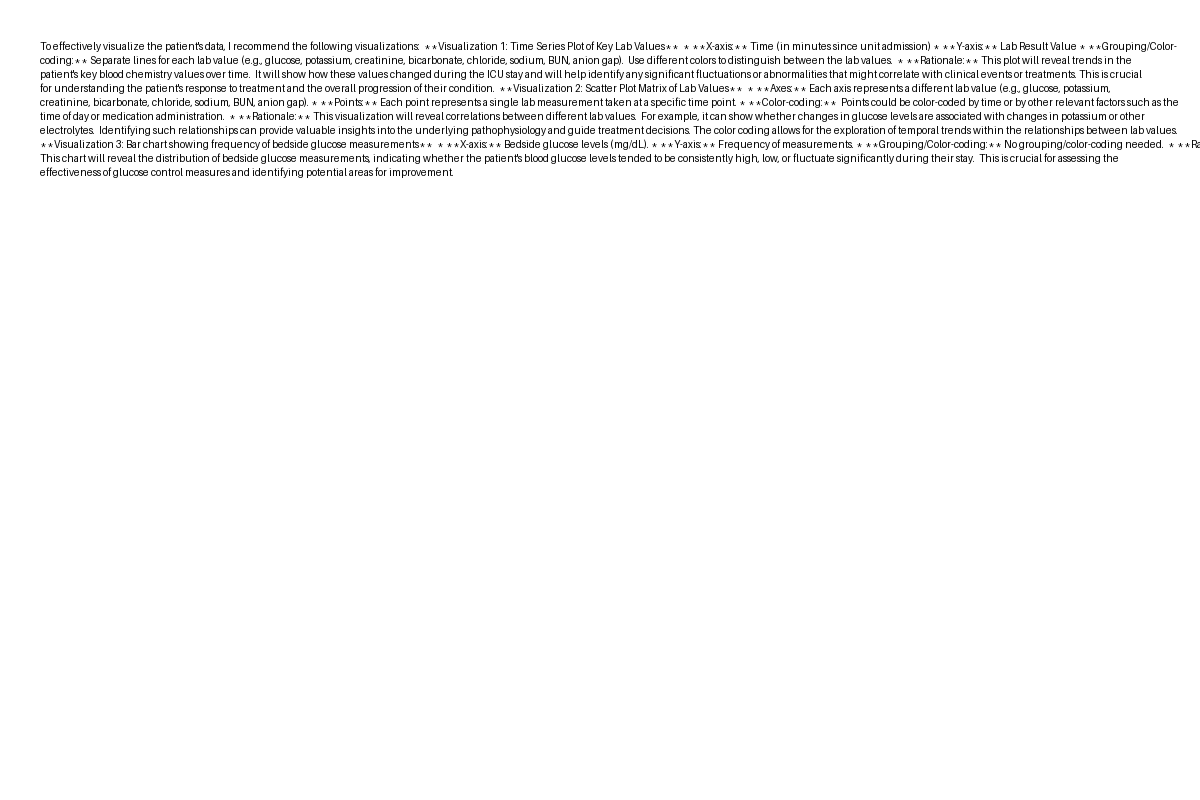 To effectively visualize the patient's data, I recommend the following visualizations:  **Visualization 1: Time Series Plot of Key Lab Values**  * **X-axis:** Time (in minutes since unit admission) * **Y-axis:** Lab Result Value * **Grouping/Color-
coding:** Separate lines for each lab value (e.g., glucose, potassium, creatinine, bicarbonate, chloride, sodium, BUN, anion gap).  Use different colors to distinguish between the lab values.  * **Rationale:** This plot will reveal trends in the
patient's key blood chemistry values over time.  It will show how these values changed during the ICU stay and will help identify any significant fluctuations or abnormalities that might correlate with clinical events or treatments. This is crucial
for understanding the patient's response to treatment and the overall progression of their condition.  **Visualization 2: Scatter Plot Matrix of Lab Values**  * **Axes:** Each axis represents a different lab value (e.g., glucose, potassium,
creatinine, bicarbonate, chloride, sodium, BUN, anion gap). * **Points:** Each point represents a single lab measurement taken at a specific time point. * **Color-coding:**  Points could be color-coded by time or by other relevant factors such as the
time of day or medication administration.  * **Rationale:** This visualization will reveal correlations between different lab values.  For example, it can show whether changes in glucose levels are associated with changes in potassium or other
electrolytes.  Identifying such relationships can provide valuable insights into the underlying pathophysiology and guide treatment decisions. The color coding allows for the exploration of temporal trends within the relationships between lab values.
**Visualization 3: Bar chart showing frequency of bedside glucose measurements**  * **X-axis:** Bedside glucose levels (mg/dL). * **Y-axis:** Frequency of measurements. * **Grouping/Color-coding:** No grouping/color-coding needed.  * **Ra
This chart will reveal the distribution of bedside glucose measurements, indicating whether the patient's blood glucose levels tended to be consistently high, low, or fluctuate significantly during their stay.  This is crucial for assessing the
effectiveness of glucose control measures and identifying potential areas for improvement.